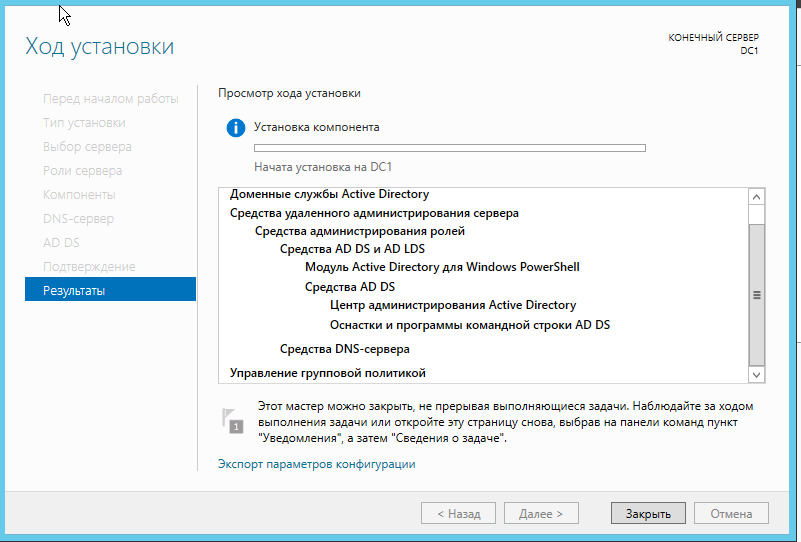 Ход установки
КОНЕЧНЫЙ СЕРВЕР
DC1
Перед началом работы
Тип установки
Выбор сервера
Роли сервера
Компоненты
DNS-сервер
AD DS
Подтверждение
Результаты
Просмотр хода установки
Установка компонента
Начата установка на DC1
Доменные службы Active Directory
Средства удаленного администрирования сервера
Средства администрирования ролей
Средства AD DS и AD LDS
Модуль Active Directory для Windows PowerShell
Средства AD DS
Центр администрирования Active Directory
Оснастки и программы командной строки AD DS
Средства DNS-сервера
Управление групповой политикой
1
Этот мастер можно закрыть, не прерывая выполняющиеся задачи. Наблюдайте за ходом
выполнения задачи или откройте эту страницу снова, выбрав на панели команд пункт
"Уведомления", а затем "Сведения о задаче".
Экспорт параметров конфигурации
< Назад
Далее >
Закрыть
Отмена